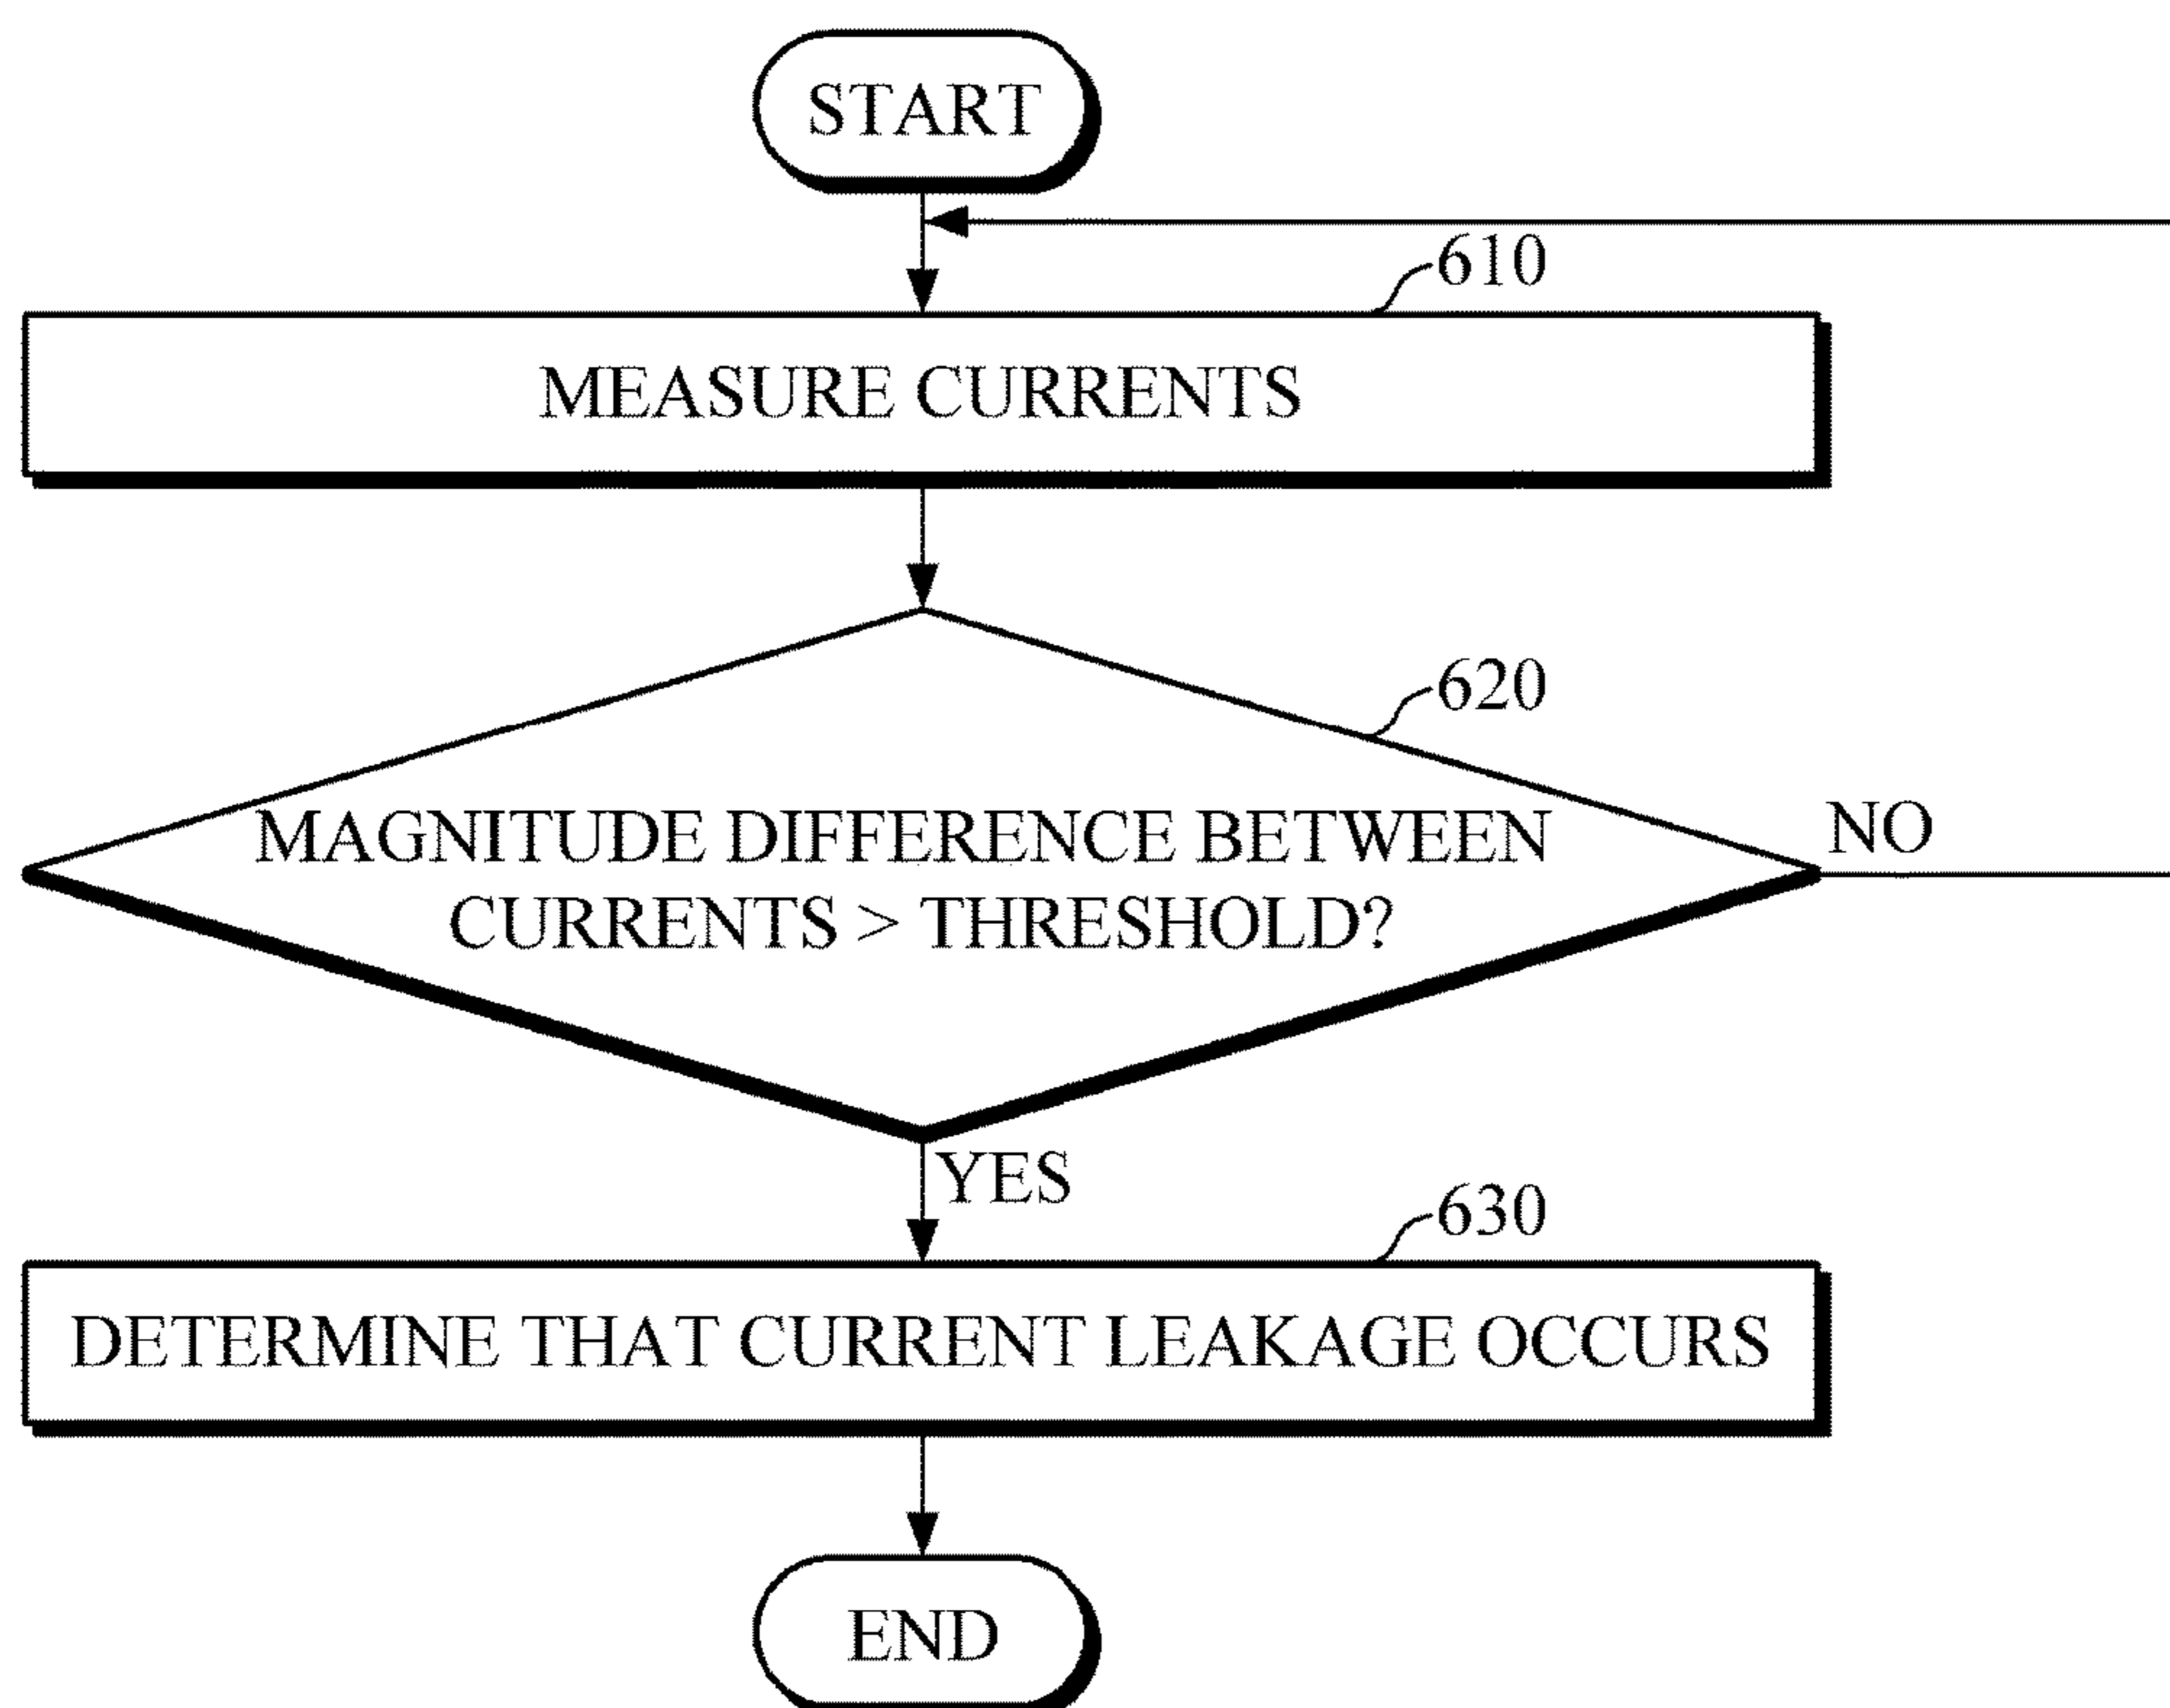 START
610
MEASURE CURRENTS
620
MAGNITUDE DIFFERENCE BETWEEN
CURRENTS > THRESHOLD?
NO
YES
630
DETERMINE THAT CURRENT LEAKAGE OCCURS
END